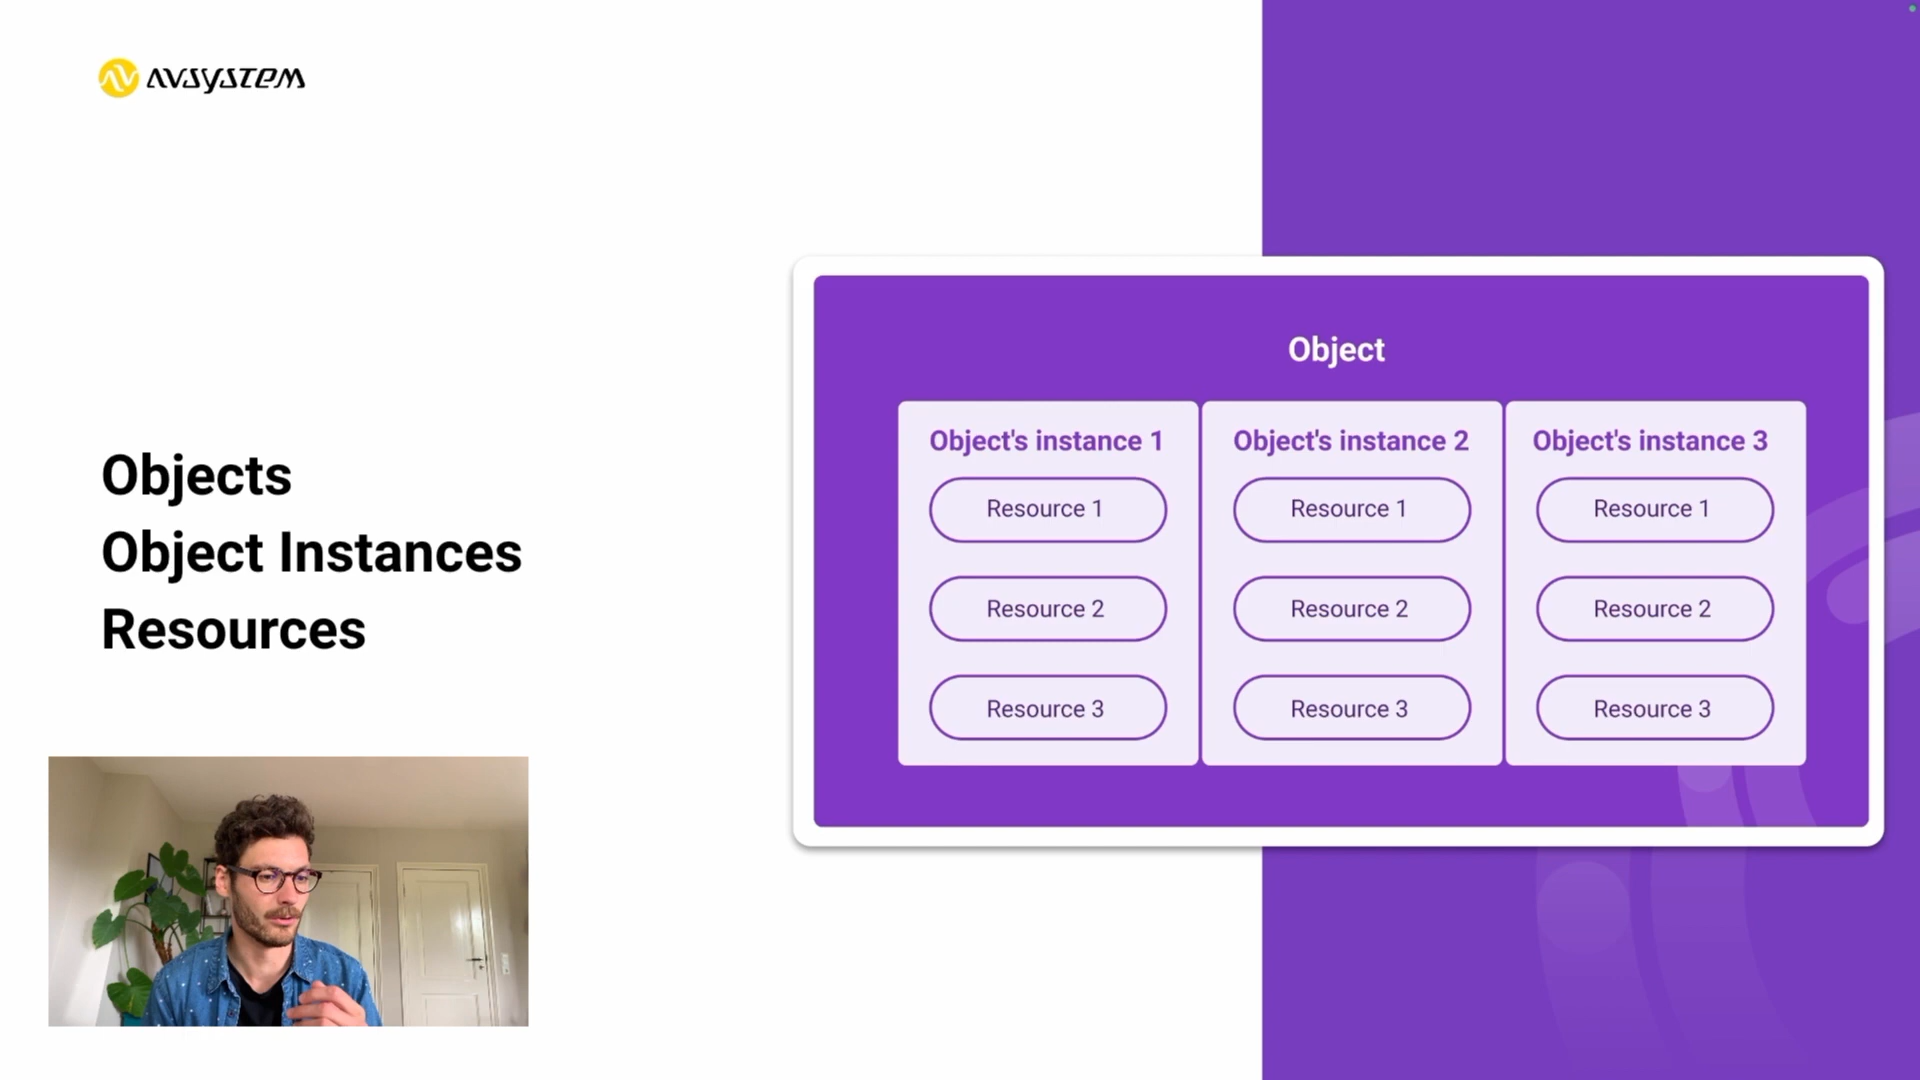 AVSYSTEM
Objects
Object Instances
Resources
Object
Object's instance 1
Resource 1
Resource 2
Resource 3
Object's instance 2
Resource 1
Resource 2
Resource 3
Object's instance 3
Resource 1
Resource 2
Resource 3